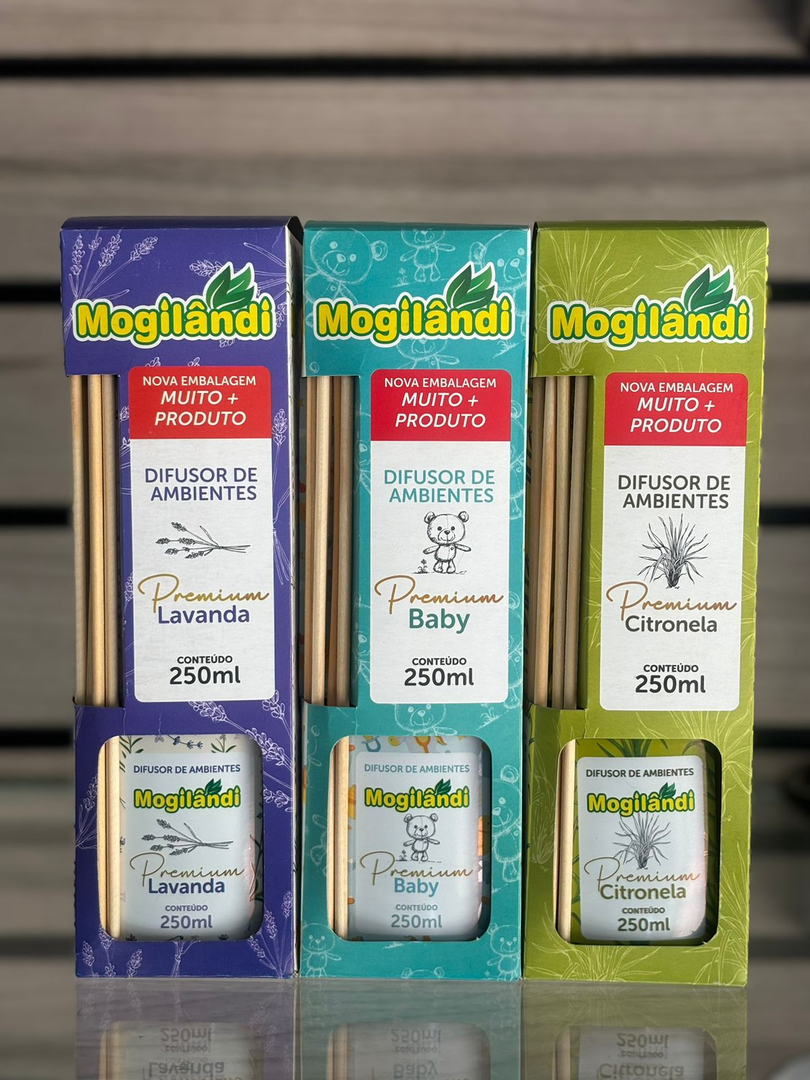 Mogilândi
NOVA EMBALAGEM
MUITO +
PRODUTO
DIFUSOR DE
AMBIENTES
Premium
Lavanda
CONTEÚDO
250ml
DIFUSOR DE AMBIENTES
Mogilândi
Premium
Lavanda
CONTEÚDO
250ml
Mogilândi
NOVA EMBALAGEM
MUITO +
PRODUTO
DIFUSOR DE
AMBIENTES
Premium
Baby
CONTEÚDO
250ml
DIFUSOR DE AMBIENTES
Mogilândi
Premium
Baby
CONTEÚDO
250ml
Mogilândi
NOVA EMBALAGEM
MUITO +
PRODUTO
DIFUSOR DE
AMBIENTES
Premium
Citronela
CONTEÚDO
250ml
DIFUSOR DE AMBIENTES
Mogilândi
Premium
Citronela
CONTEÚDO
250ml